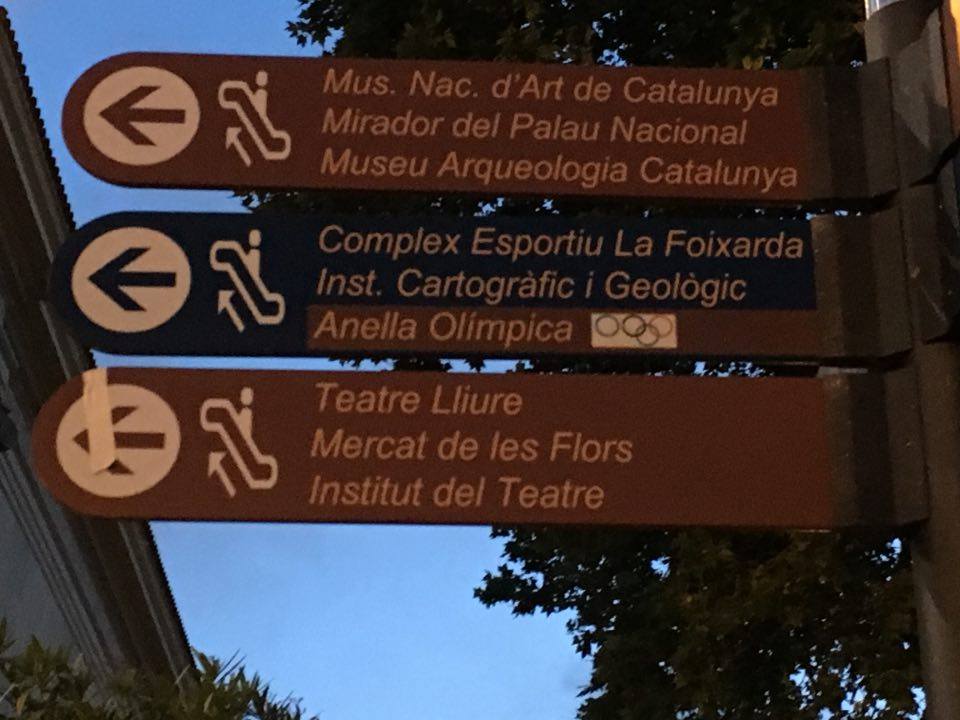 Mus. Nac. d'Art de Catalunya
Mirador del Palau Nacional
Museu Arqueologia Catalunya
Complex Esportiu La Foixarda
Inst. Cartogràfic i Geològic
Anella Olímpica
Teatre Lliure
Mercat de les Flors
Institut del Teatre